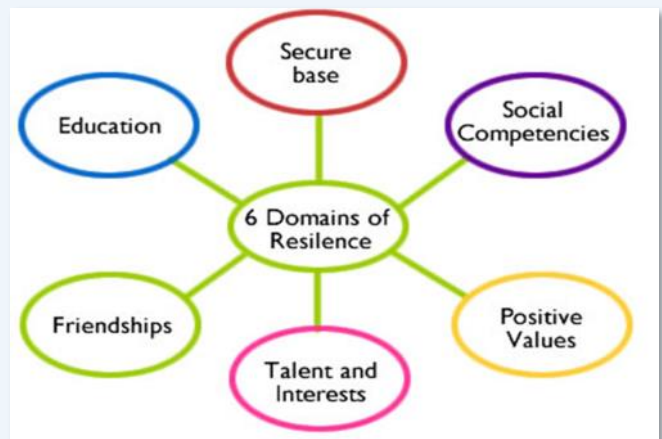 Secure
base
Education
Social
Competencies
6 Domains of
Resilence
Friendships
Positive
Values
Talent and
Interests